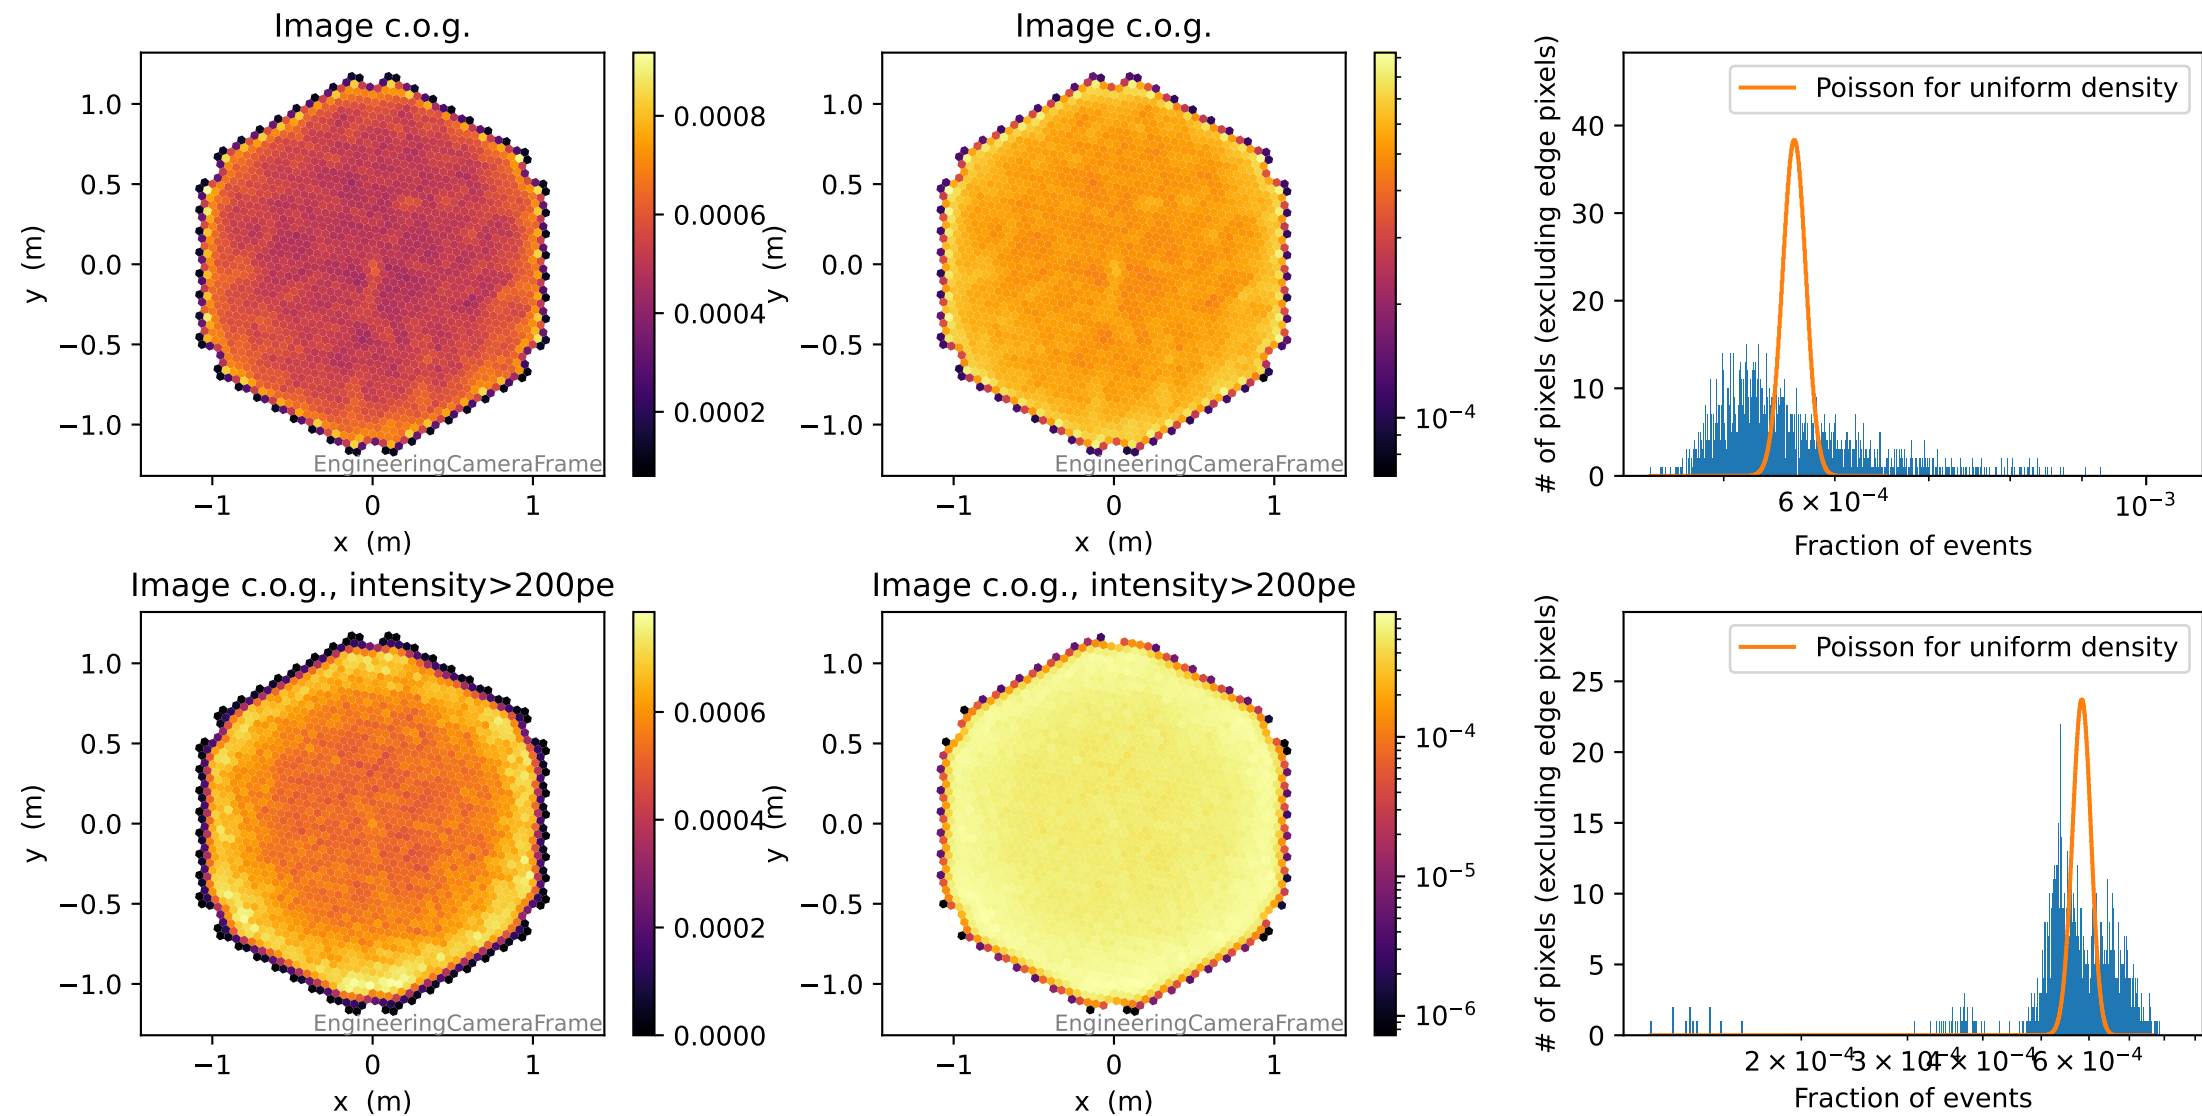 Image c.o.g.
1.0
0.5
0.0
−0.5
−1.0
y (m)
−1
0
1
x (m)
EngineeringCameraFrame
0.0008
0.0006
0.0004
0.0002
Image c.o.g.
1.0
0.5
0.0
−0.5
−1.0
y (m)
−1
0
1
x (m)
EngineeringCameraFrame
10⁻⁴
# of pixels (excluding edge pixels)
40
30
20
10
0
Poisson for uniform density
6 × 10⁻⁴
10⁻³
Fraction of events
Image c.o.g., intensity>200pe
1.0
0.5
0.0
−0.5
−1.0
y (m)
−1
0
1
x (m)
EngineeringCameraFrame
0.0006
0.0004
0.0002
0.0000
Image c.o.g., intensity>200pe
1.0
0.5
0.0
−0.5
−1.0
y (m)
−1
0
1
x (m)
EngineeringCameraFrame
10⁻⁴
10⁻⁵
10⁻⁶
# of pixels (excluding edge pixels)
25
20
15
10
5
0
Poisson for uniform density
2 × 10⁻⁴
3 × 10⁻⁴
4 × 10⁻⁴
6 × 10⁻⁴
Fraction of events